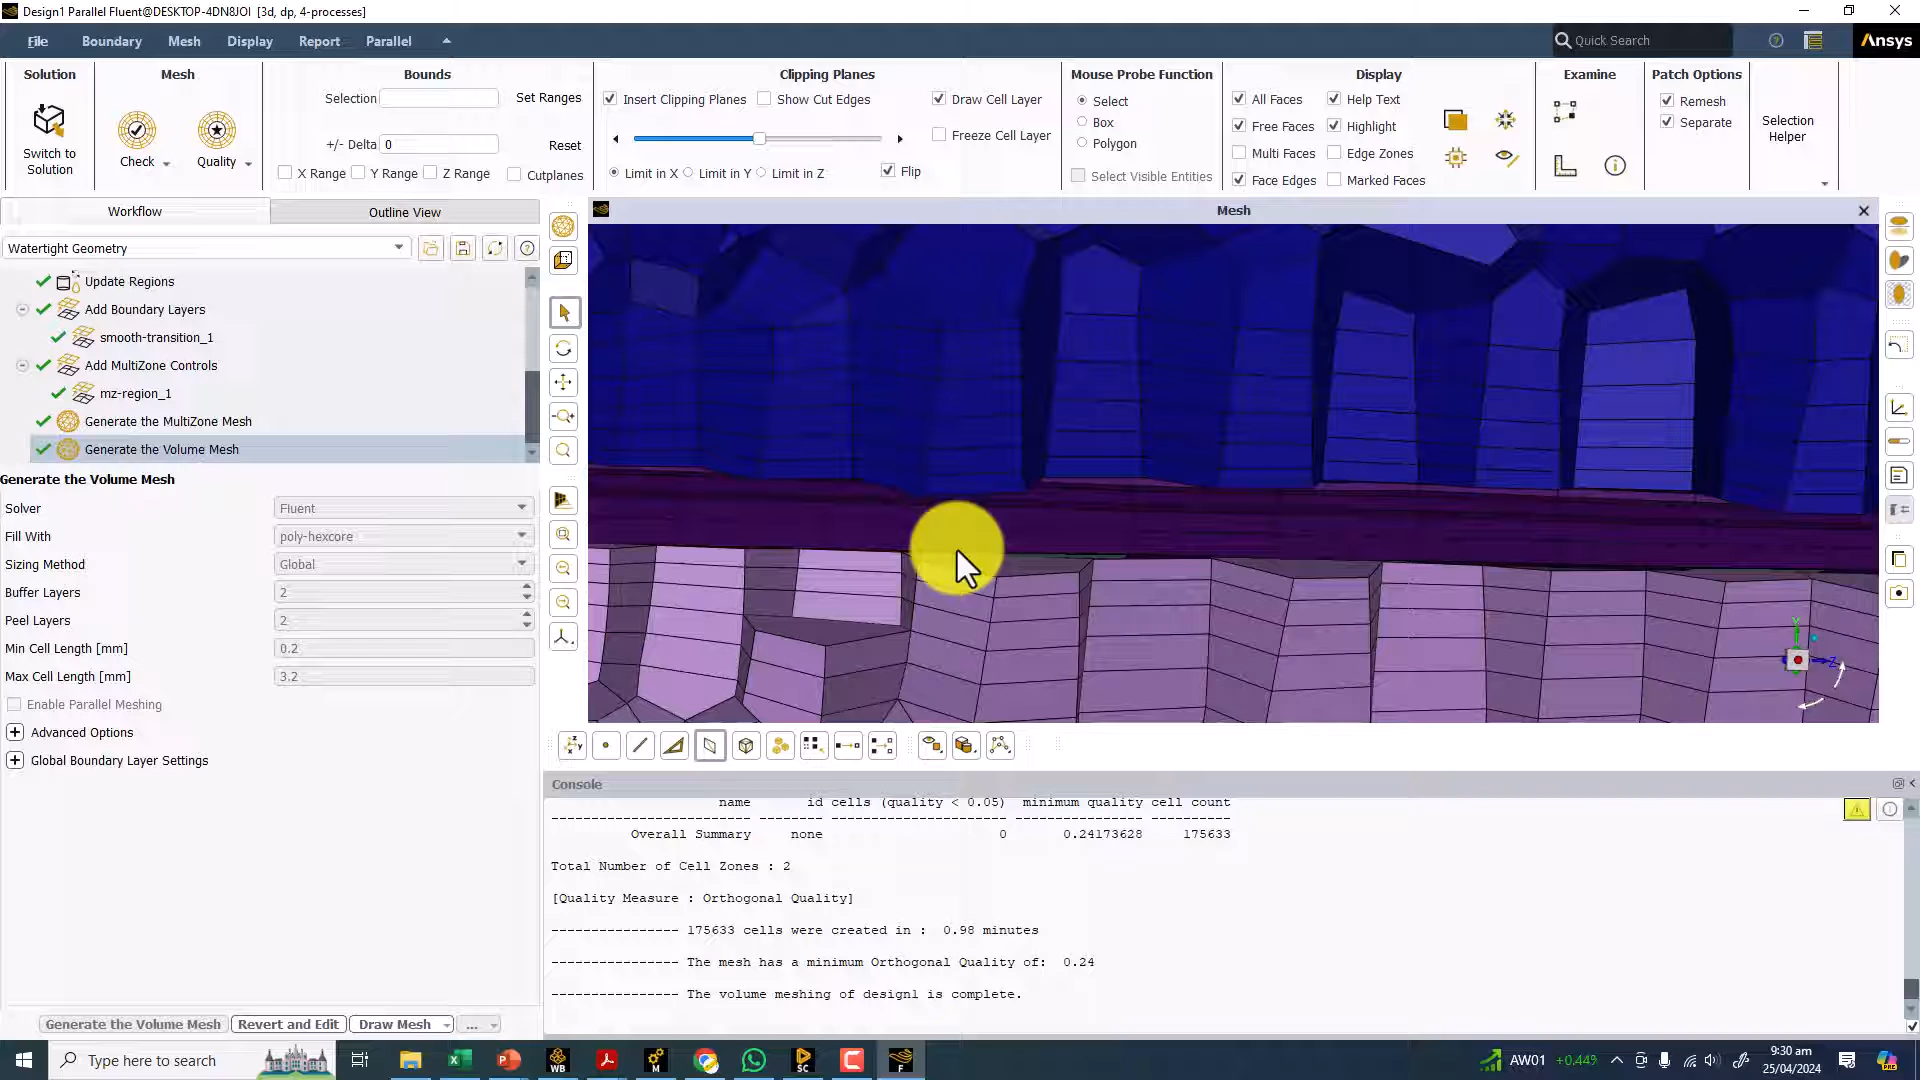 Design1 Parallel Fluent@DESKTOP-4DN8JOI [3d, dp, 4-processes]
File Boundary Mesh Display Report Parallel Quick Search Ansys
Solution Mesh Bounds Clipping Planes Mouse Probe Function Display Examine Patch Options
Selection Set Ranges Insert Clipping Planes Show Cut Edges Draw Cell Layer Select All Faces Help Text Remesh
Box Free Faces Highlight Separate Selection Helper
+/- Delta 0 Reset Freeze Cell Layer Polygon Multi Faces Edge Zones
Switch to Solution Check Quality X Range Y Range Z Range Cutplanes Limit in X Limit in Y Limit in Z Flip Select Visible Entities Face Edges Marked Faces
Workflow Outline View Mesh
Watertight Geometry
Update Regions
Add Boundary Layers
smooth-transition_1
Add MultiZone Controls
mz-region_1
Generate the MultiZone Mesh
Generate the Volume Mesh
Generate the Volume Mesh
Solver Fluent
Fill With poly-hexcore
Sizing Method Global
Buffer Layers 2
Peel Layers 2
Min Cell Length [mm] 0.2
Max Cell Length [mm] 3.2
Enable Parallel Meshing
Advanced Options
Global Boundary Layer Settings
Generate the Volume Mesh Revert and Edit Draw Mesh ...
Y
Z
Console
name id cells (quality < 0.05) minimum quality cell count
Overall Summary none 0 0.24173628 175633
Total Number of Cell Zones : 2
[Quality Measure : Orthogonal Quality]
---------------- 175633 cells were created in : 0.98 minutes
---------------- The mesh has a minimum Orthogonal Quality of: 0.24
---------------- The volume meshing of design1 is complete.
Type here to search WB M SC F AW01 +0.44% 9:30 am
25/04/2024